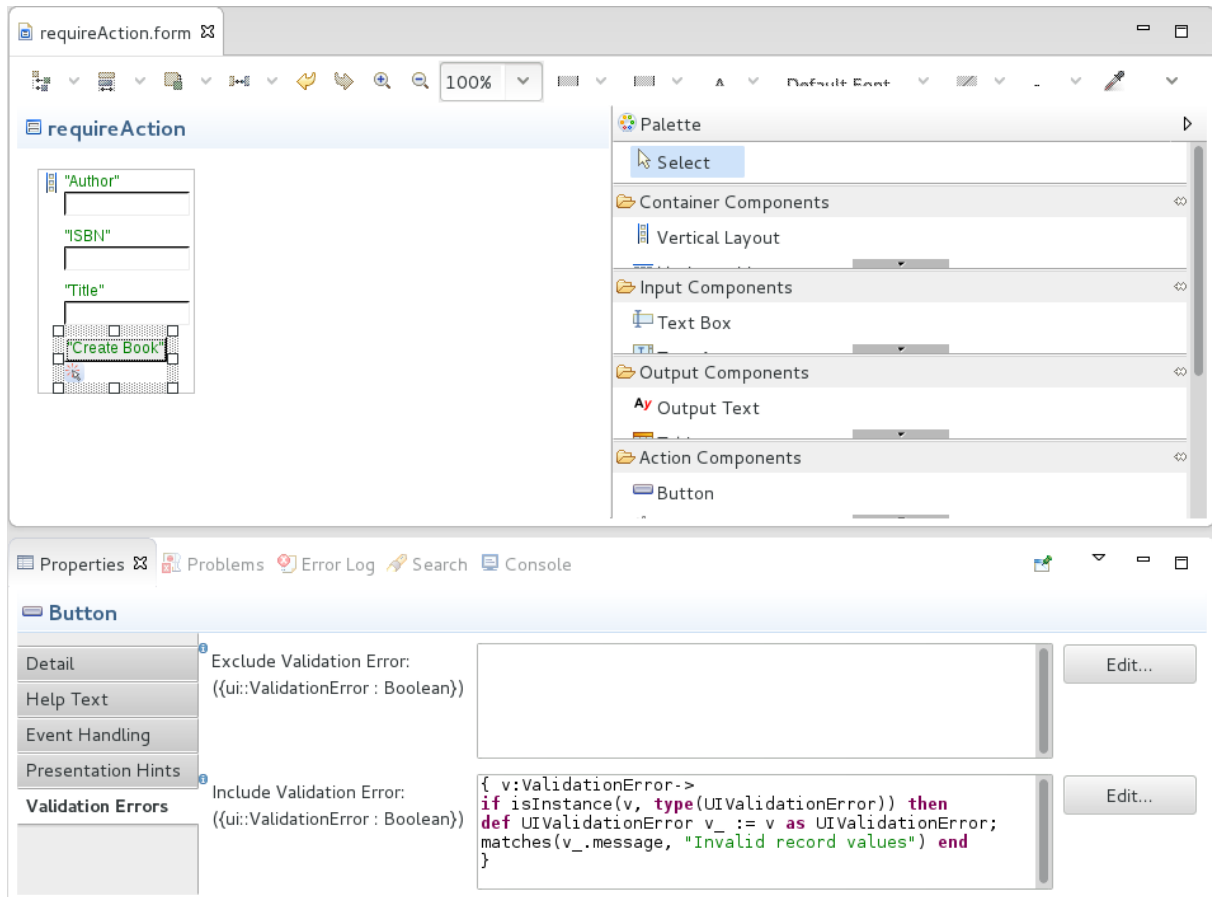 requireAction.form
100%
Default Font
requireAction
"Author"
"ISBN"
"Title"
"Create Book"
Palette
Select
Container Components
Vertical Layout
Input Components
Text Box
Output Components
Output Text
Action Components
Button
Properties Problems Error Log Search Console
Button
Detail
Help Text
Event Handling
Presentation Hints
Validation Errors
Exclude Validation Error:
({ui::ValidationError : Boolean})
Edit...
Include Validation Error:
({ui::ValidationError : Boolean})
{ v:ValidationError->
if isInstance(v, type(UIValidationError)) then
def UIValidationError v_ := v as UIValidationError;
matches(v_.message, "Invalid record values") end
}
Edit...